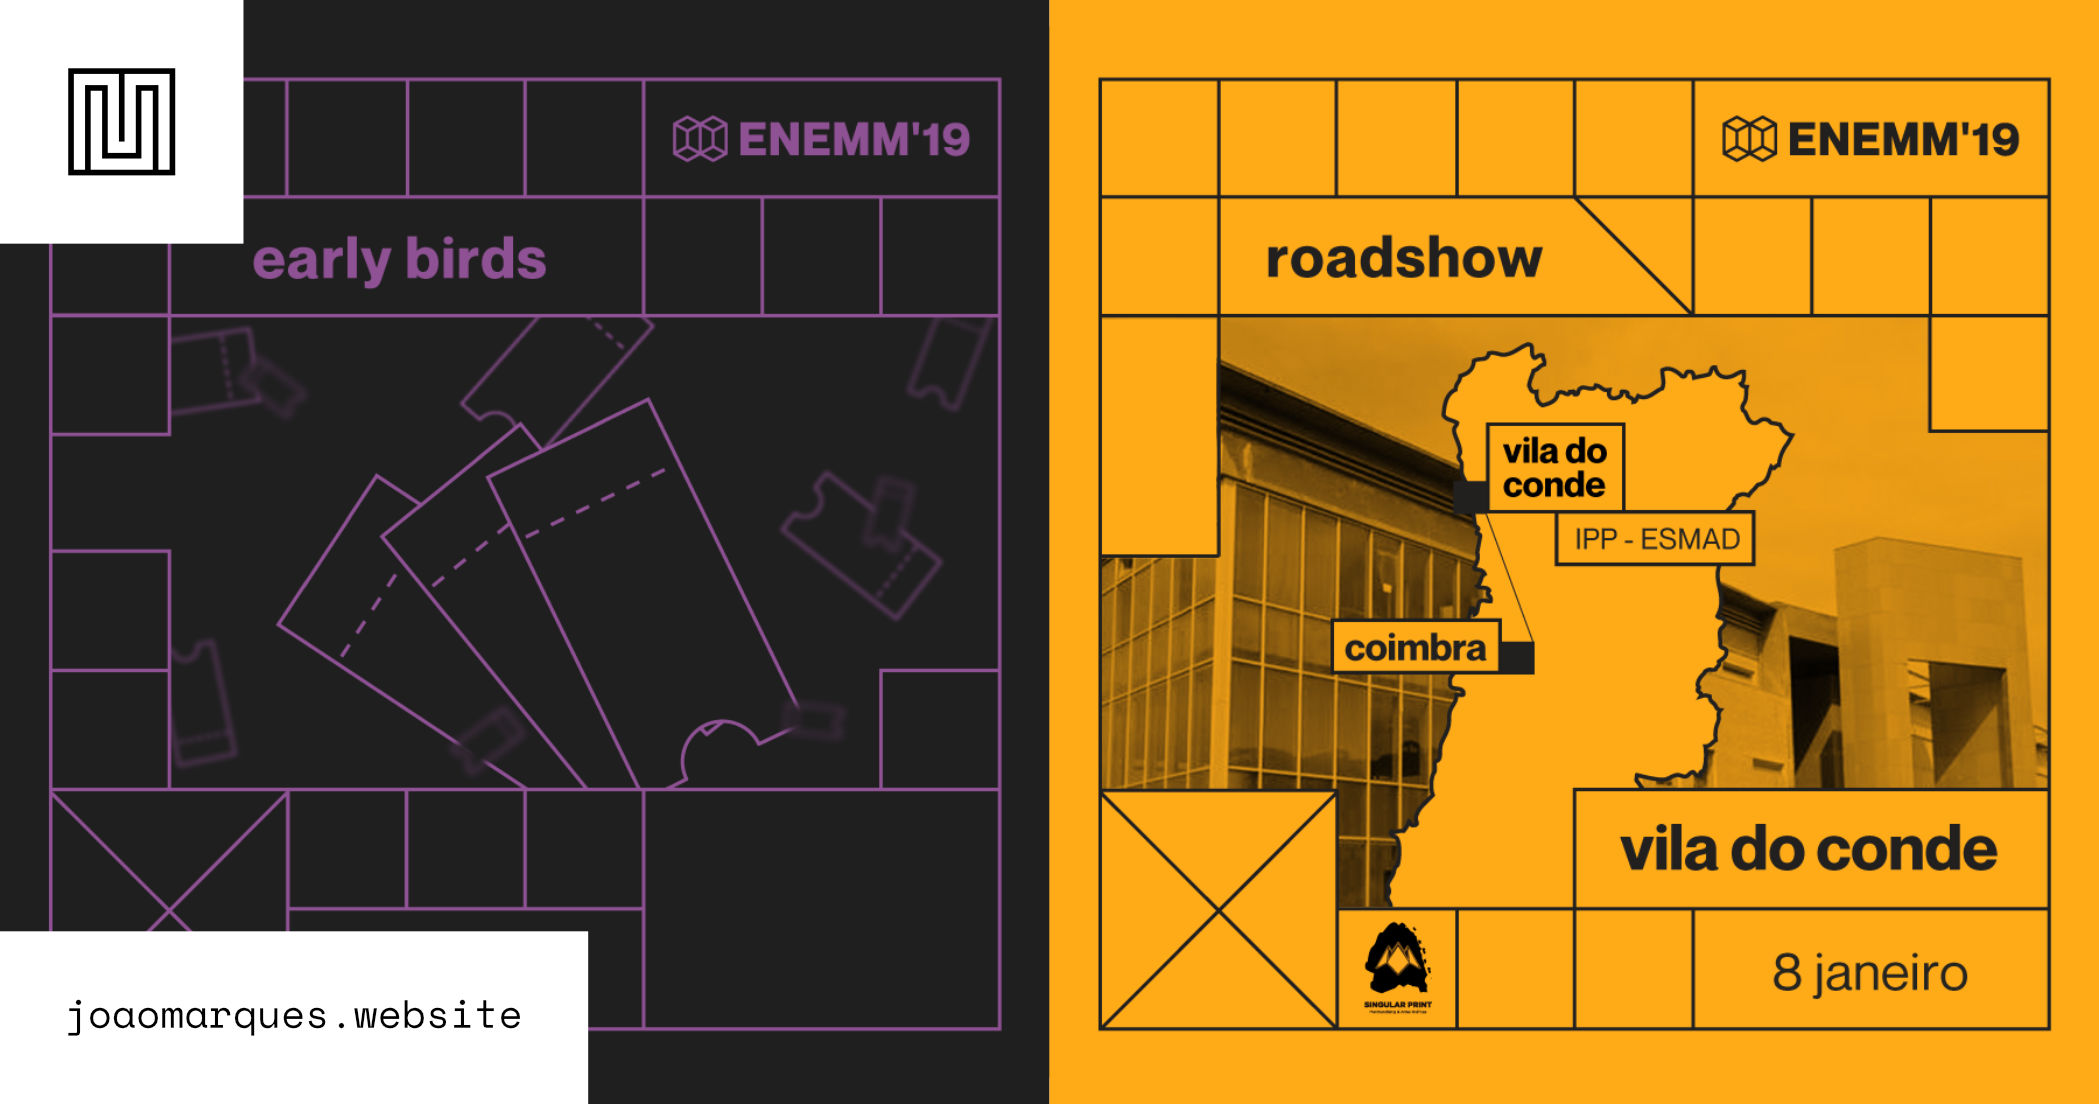 ENEMM'19
early birds
joaomarques.website
ENEMM'19
roadshow
vila do
conde
IPP - ESMAD
coimbra
vila do conde
SINGULAR PRINT
8 janeiro